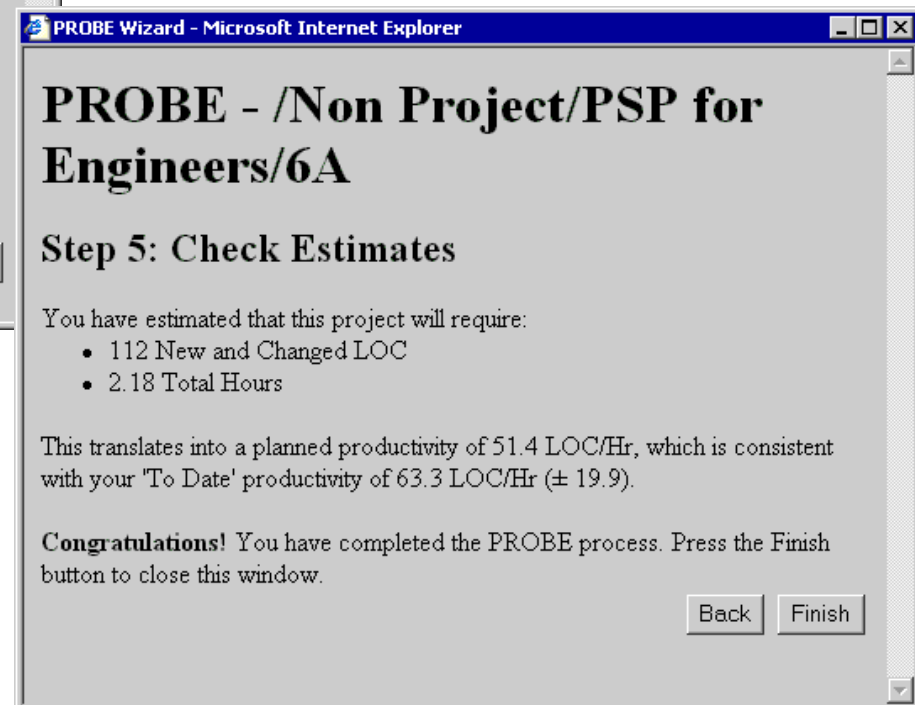 PROBE Wizard - Microsoft Internet Explorer
PROBE - /Non Project/PSP for
Engineers/6A
Step 5: Check Estimates
You have estimated that this project will require:
• 112 New and Changed LOC
• 2.18 Total Hours
This translates into a planned productivity of 51.4 LOC/Hr, which is consistent
with your 'To Date' productivity of 63.3 LOC/Hr (± 19.9).
Congratulations! You have completed the PROBE process. Press the Finish
button to close this window.
Back Finish